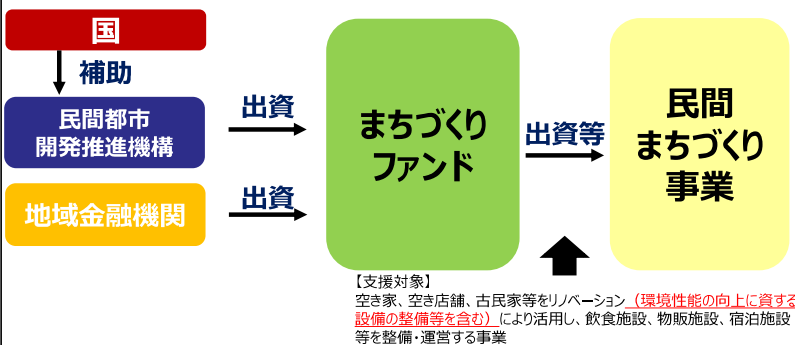 国
補助
民間都市
開発推進機構
出資
地域金融機関
出資
まちづくり
ファンド
出資等
民間
まちづくり
事業
【支援対象】
空き家、空き店舗、古民家等をリノベーション（環境性能の向上に資する
設備の整備等を含む）により活用し、飲食施設、物販施設、宿泊施設
等を整備・運営する事業